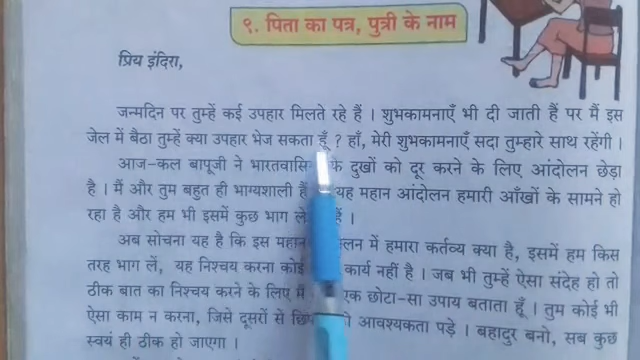 ९. पिता का पत्र, पुत्री के नाम
प्रिय इंदिरा,
जन्मदिन पर तुम्हें कई उपहार मिलते रहे हैं । शुभकामनाएँ भी दी जाती हैं पर मैं इस
जेल में बैठा तुम्हें क्या उपहार भेज सकता हूँ ? हाँ, मेरी शुभकामनाएँ सदा तुम्हारे साथ रहेंगी ।
आज-कल बापूजी ने के दुखों को दूर करने के लिए आंदोलन छेड़ा
है । मैं और तुम बहुत ही भाग्यशाली यह महान आंदोलन हमारी आँखों के सामने हो
रहा है और हम भी इसमें कुछ भाग
अब सोचना यह है कि इस में हमारा कर्तव्य क्या है, इसमें हम किस
तरह भाग लें, यह निश्चय करना कोई कार्य नहीं है । जब भी तुम्हें ऐसा संदेह हो तो
ठीक बात का निश्चय करने के लिए मैं एक छोटा-सा उपाय बताता हूँ । तुम कोई भी
ऐसा काम न करना, जिसे दूसरों से आवश्यकता पड़े । बहादुर बनो, सब कुछ
स्वयं ही ठीक हो जाएगा ।